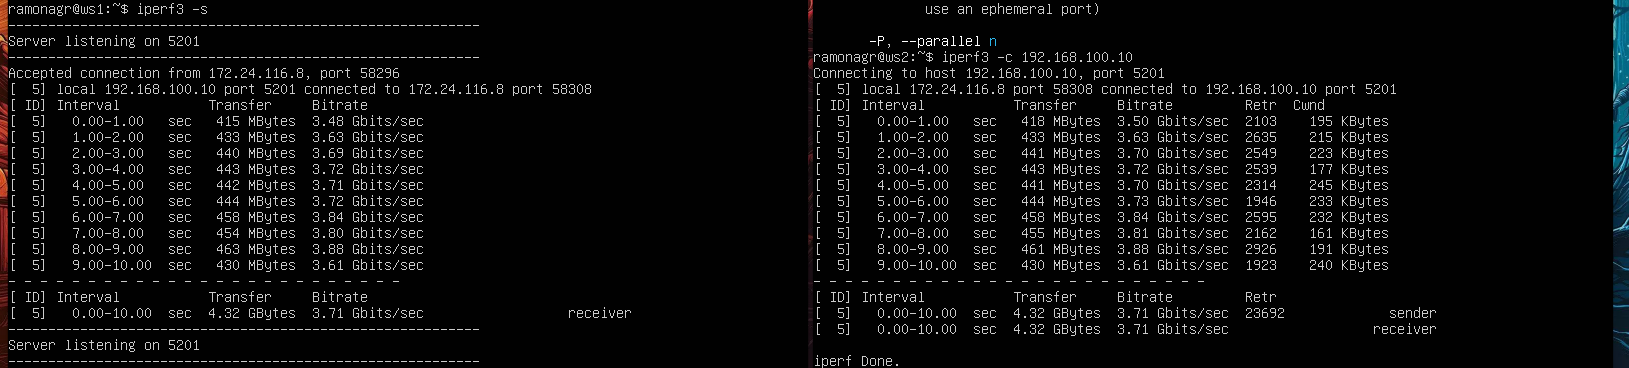 ramonagr@ws1:~$ iperf3 -s
-----------------------------------------------------------
Server listening on 5201
-----------------------------------------------------------
Accepted connection from 172.24.116.8, port 58296
[  5] local 192.168.100.10 port 5201 connected to 172.24.116.8 port 58308
[ ID] Interval           Transfer     Bitrate
[  5]   0.00-1.00   sec   415 MBytes  3.48 Gbits/sec
[  5]   1.00-2.00   sec   433 MBytes  3.63 Gbits/sec
[  5]   2.00-3.00   sec   440 MBytes  3.69 Gbits/sec
[  5]   3.00-4.00   sec   443 MBytes  3.72 Gbits/sec
[  5]   4.00-5.00   sec   442 MBytes  3.71 Gbits/sec
[  5]   5.00-6.00   sec   444 MBytes  3.72 Gbits/sec
[  5]   6.00-7.00   sec   458 MBytes  3.84 Gbits/sec
[  5]   7.00-8.00   sec   454 MBytes  3.80 Gbits/sec
[  5]   8.00-9.00   sec   463 MBytes  3.88 Gbits/sec
[  5]   9.00-10.00  sec   430 MBytes  3.61 Gbits/sec
- - - - - - - - - - - - - - - - - - - - - - - - -
[ ID] Interval           Transfer     Bitrate
[  5]   0.00-10.00  sec  4.32 GBytes  3.71 Gbits/sec                  receiver
-----------------------------------------------------------
Server listening on 5201
-----------------------------------------------------------
use an ephemeral port)
-P, --parallel n
ramonagr@ws2:~$ iperf3 -c 192.168.100.10
Connecting to host 192.168.100.10, port 5201
[  5] local 172.24.116.8 port 58308 connected to 192.168.100.10 port 5201
[ ID] Interval           Transfer     Bitrate         Retr  Cwnd
[  5]   0.00-1.00   sec   418 MBytes  3.50 Gbits/sec  2103    195 KBytes
[  5]   1.00-2.00   sec   433 MBytes  3.63 Gbits/sec  2635    215 KBytes
[  5]   2.00-3.00   sec   441 MBytes  3.70 Gbits/sec  2549    223 KBytes
[  5]   3.00-4.00   sec   443 MBytes  3.72 Gbits/sec  2539    177 KBytes
[  5]   4.00-5.00   sec   441 MBytes  3.70 Gbits/sec  2314    245 KBytes
[  5]   5.00-6.00   sec   444 MBytes  3.73 Gbits/sec  1946    233 KBytes
[  5]   6.00-7.00   sec   458 MBytes  3.84 Gbits/sec  2595    232 KBytes
[  5]   7.00-8.00   sec   455 MBytes  3.81 Gbits/sec  2162    161 KBytes
[  5]   8.00-9.00   sec   461 MBytes  3.88 Gbits/sec  2926    191 KBytes
[  5]   9.00-10.00  sec   430 MBytes  3.61 Gbits/sec  1923    240 KBytes
- - - - - - - - - - - - - - - - - - - - - - - - -
[ ID] Interval           Transfer     Bitrate         Retr
[  5]   0.00-10.00  sec  4.32 GBytes  3.71 Gbits/sec  23692             sender
[  5]   0.00-10.00  sec  4.32 GBytes  3.71 Gbits/sec                  receiver
iperf Done.